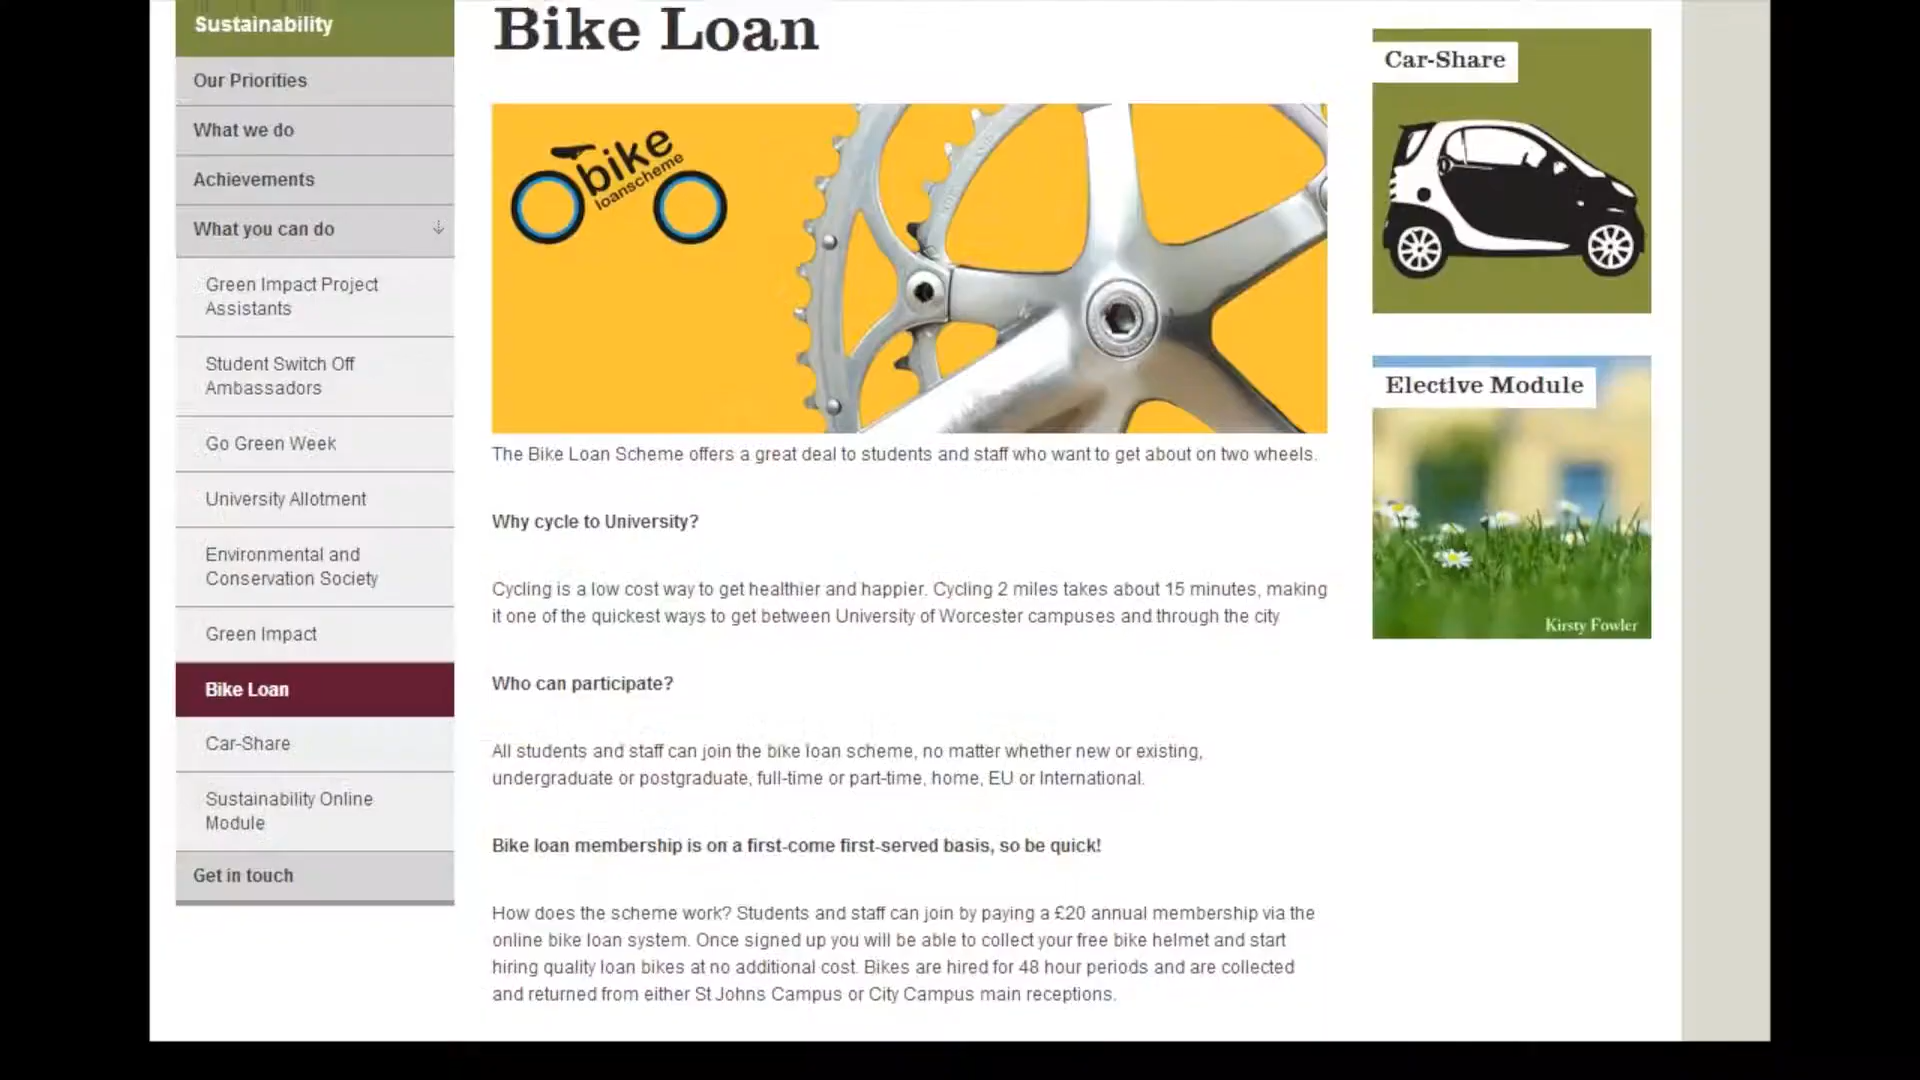 Sustainability
Our Priorities
What we do
Achievements
What you can do
Green Impact Project
Assistants
Student Switch Off
Ambassadors
Go Green Week
University Allotment
Environmental and
Conservation Society
Green Impact
Bike Loan
Car-Share
Sustainability Online
Module
Get in touch
Bike Loan
bike
loanscheme
The Bike Loan Scheme offers a great deal to students and staff who want to get about on two wheels.
Why cycle to University?
Cycling is a low cost way to get healthier and happier. Cycling 2 miles takes about 15 minutes, making
it one of the quickest ways to get between University of Worcester campuses and through the city
Who can participate?
All students and staff can join the bike loan scheme, no matter whether new or existing,
undergraduate or postgraduate, full-time or part-time, home, EU or International.
Bike loan membership is on a first-come first-served basis, so be quick!
How does the scheme work? Students and staff can join by paying a £20 annual membership via the
online bike loan system. Once signed up you will be able to collect your free bike helmet and start
hiring quality loan bikes at no additional cost. Bikes are hired for 48 hour periods and are collected
and returned from either St Johns Campus or City Campus main receptions.
Car-Share
Elective Module
Kirsty Fowler